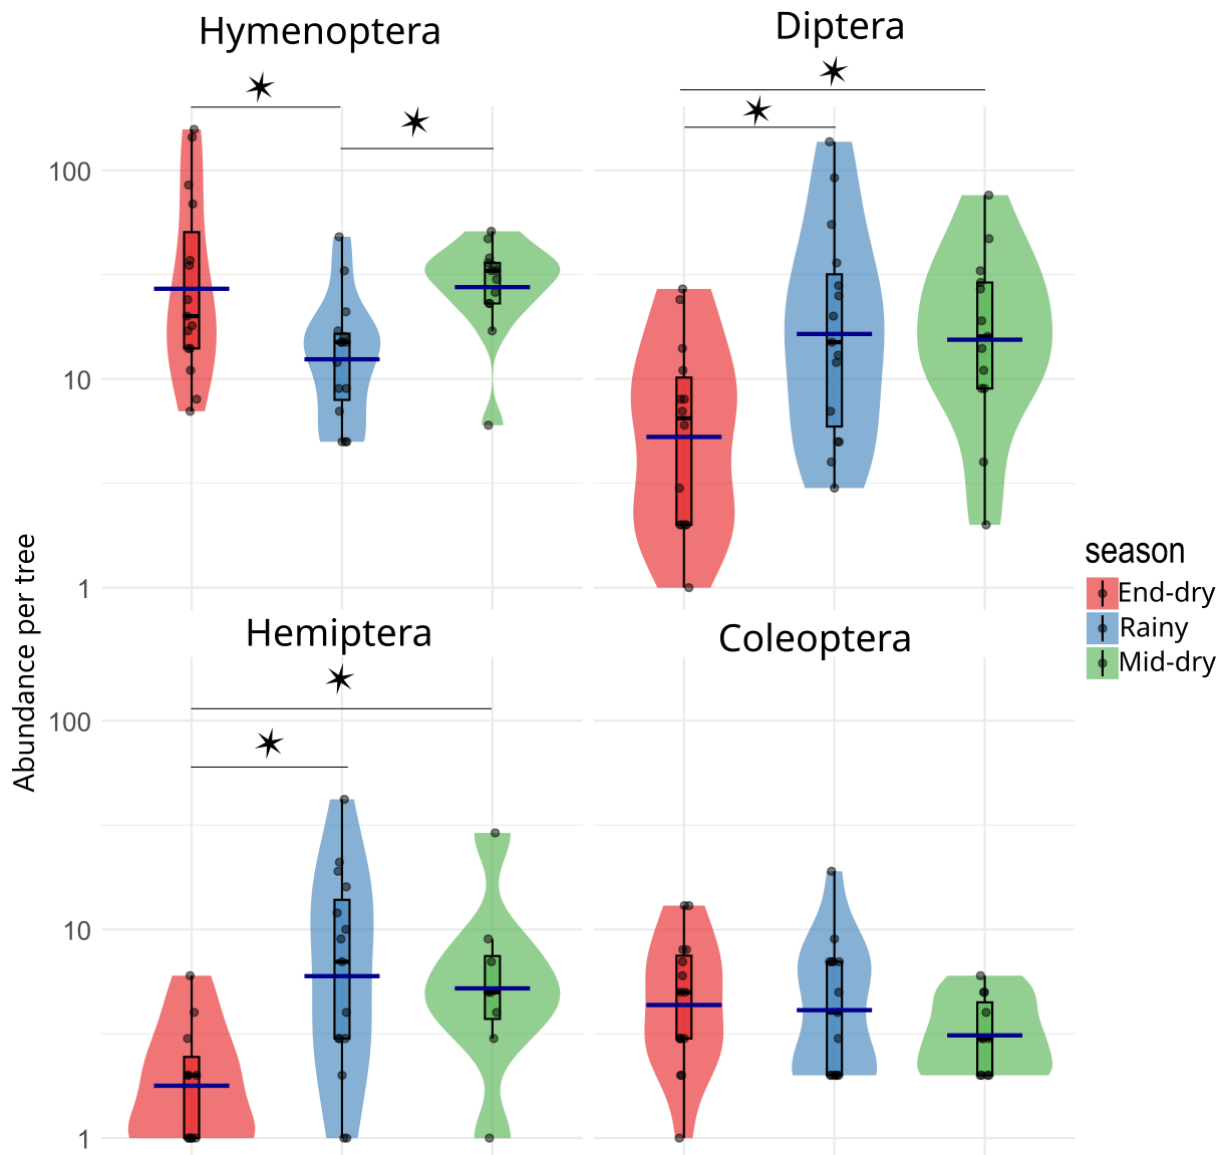 Hymenoptera
Diptera
100
10
1
Abundance per tree
season
End-dry
Rainy
Mid-dry
Hemiptera
Coleoptera
100
10
1